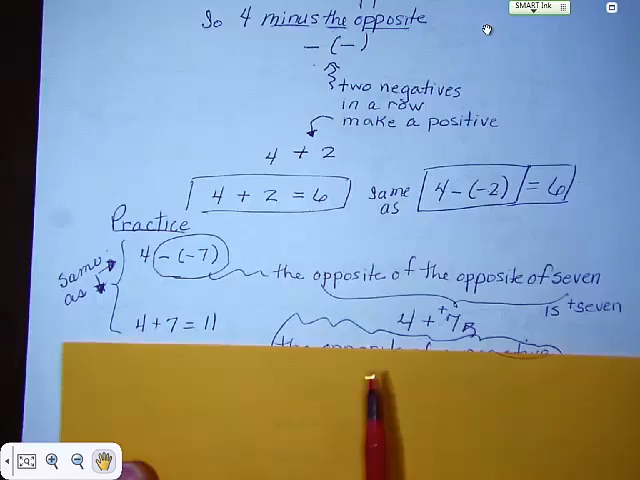 SMART Ink
So 4 minus the opposite
- (-)
two negatives
in a row
make a positive
4 + 2
4 + 2 = 6 same as 4 - (-2) = 6
Practice
same as
4 - (-7) the opposite of the opposite of seven
is +seven
4 + 7 = 11
4 + +7